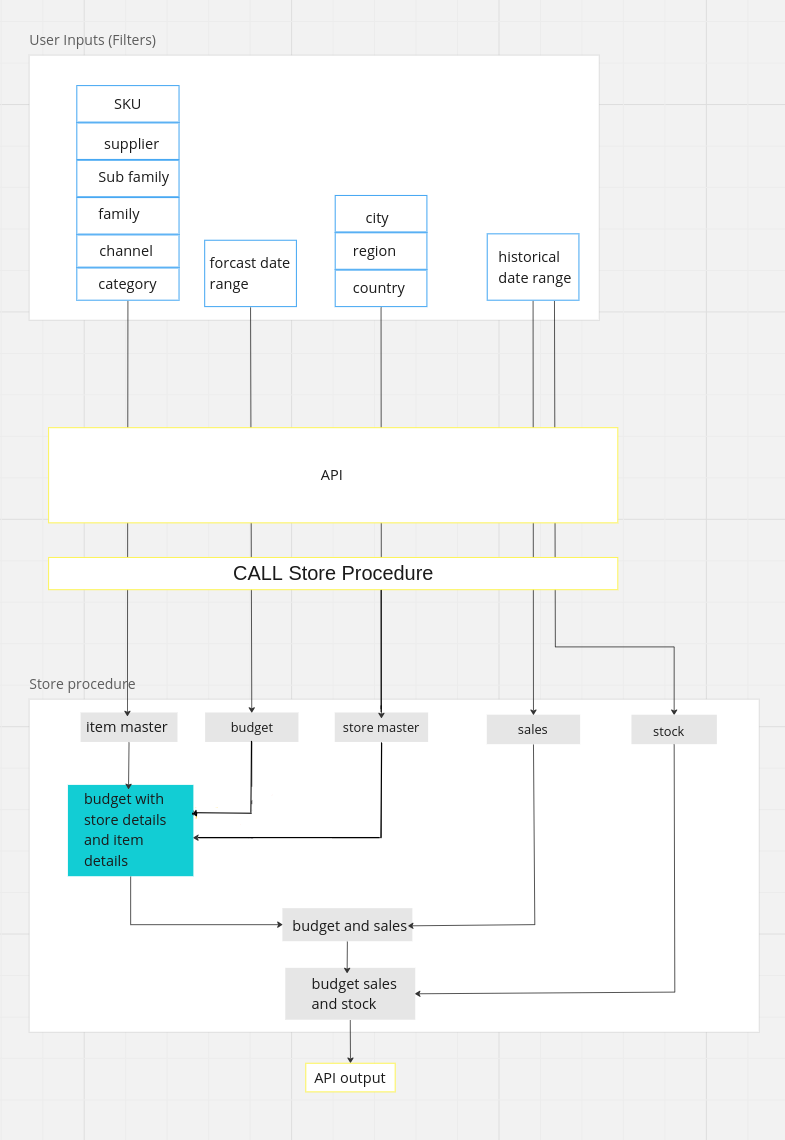 User Inputs (Filters)
SKU
supplier
Sub family
family
channel
category
forcast date
range
city
region
country
historical
date range
API
CALL Store Procedure
Store procedure
item master
budget
store master
sales
stock
budget with
store details
and item
details
budget and sales
budget sales
and stock
API output